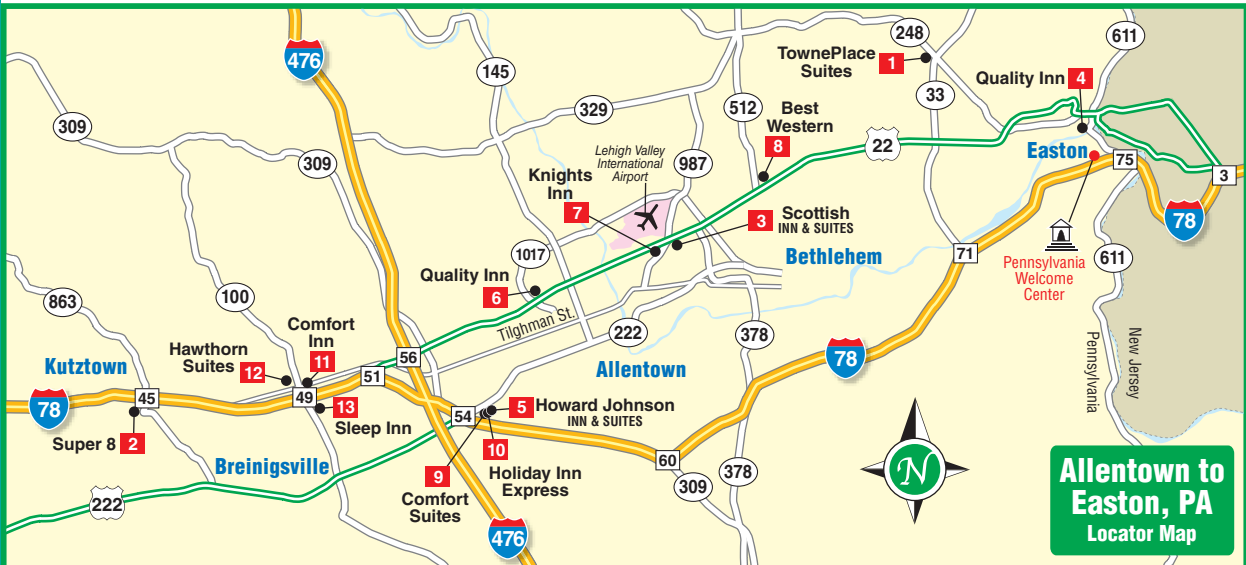 476
248
611
TownePlace
Suites
1
Quality Inn
4
145
33
329
512
Best
Western
8
309
309
22
Lehigh Valley
International
Airport
987
Knights
Inn
7
Easton
75
3
3
Scottish
INN & SUITES
78
1017
Bethlehem
71
Pennsylvania
Welcome
Center
611
Quality Inn
6
863
100
Tilghman St.
222
378
Comfort
Inn
11
Hawthorn
Suites
12
56
Kutztown
51
Allentown
78
Pennsylvania
New Jersey
78
45
49
13
Sleep Inn
54
5
Howard Johnson
INN & SUITES
Super 8
2
10
Holiday Inn
Express
9
Comfort
Suites
60
Breinigsville
378
309
N
222
476
Allentown to
Easton, PA
Locator Map